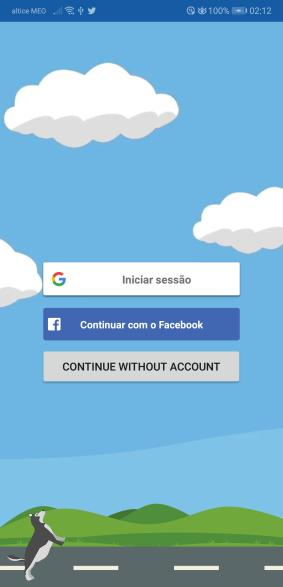 altice MEO 100% 02:12
Iniciar sessão
Continuar com o Facebook
CONTINUE WITHOUT ACCOUNT